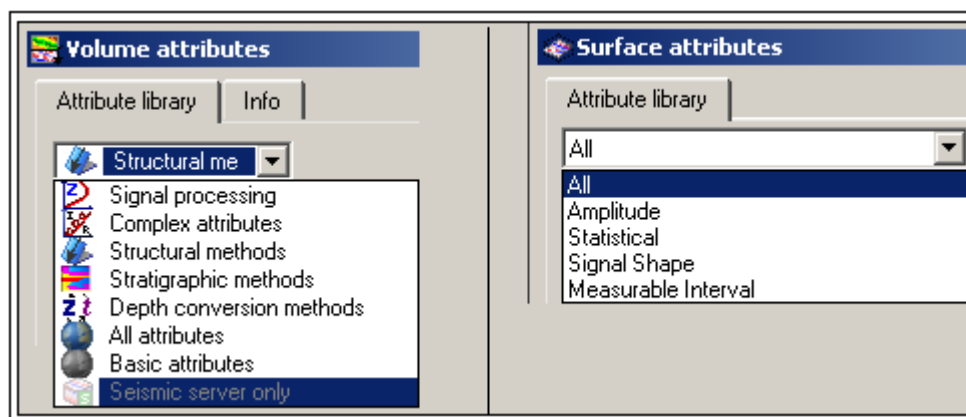 Volume attributes
Attribute library
Info
Structural me
Signal processing
Complex attributes
Structural methods
Stratigraphic methods
Depth conversion methods
All attributes
Basic attributes
Seismic server only
Surface attributes
Attribute library
All
All
Amplitude
Statistical
Signal Shape
Measurable Interval